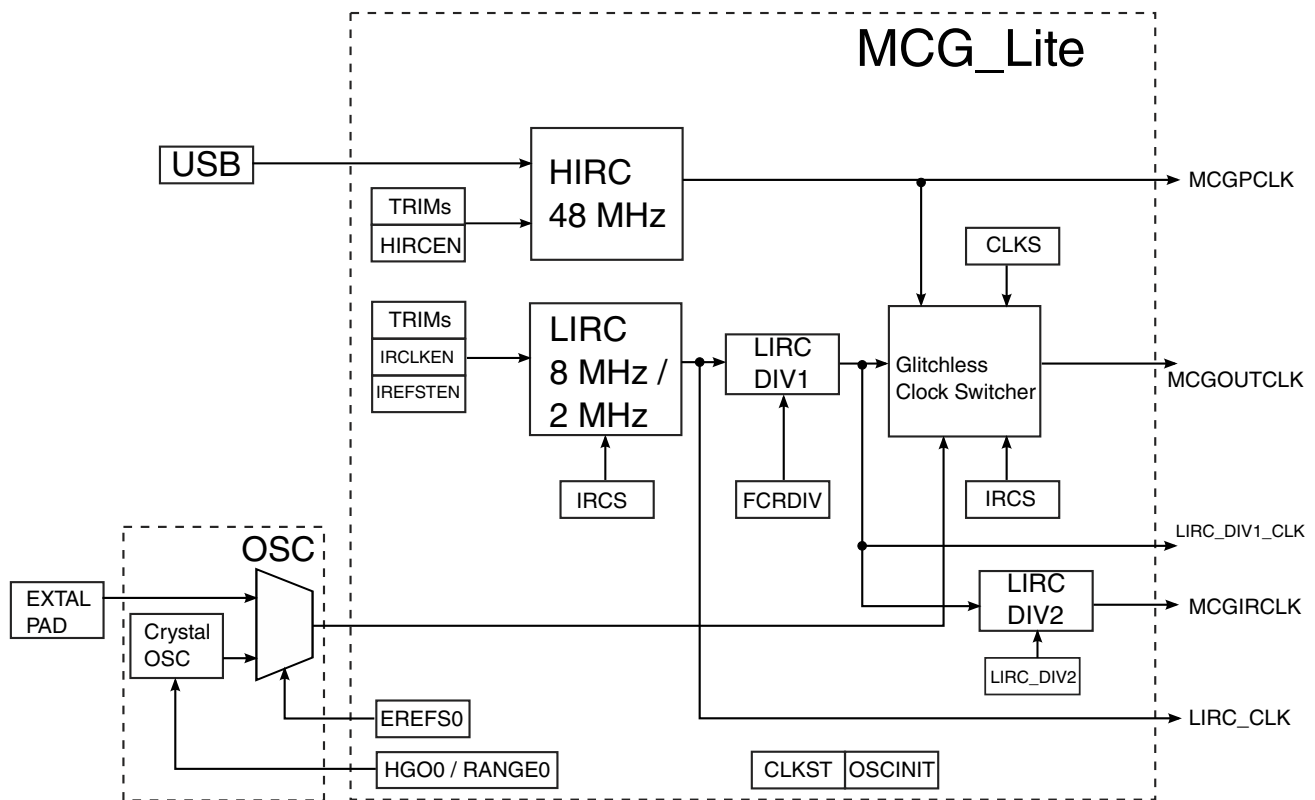 MCG_Lite
USB
HIRC
48 MHz
TRIMs
HIRCEN
MCGPCLK
CLKS
TRIMs
IRCLKEN
IREFSTEN
LIRC
8 MHz /
2 MHz
LIRC
DIV1
Glitchless
Clock Switcher
MCGOUTCLK
IRCS
FCRDIV
IRCS
LIRC_DIV1_CLK
OSC
EXTAL
PAD
Crystal
OSC
LIRC
DIV2
MCGIRCLK
LIRC_DIV2
EREFS0
LIRC_CLK
HGO0 / RANGE0
CLKST
OSCINIT